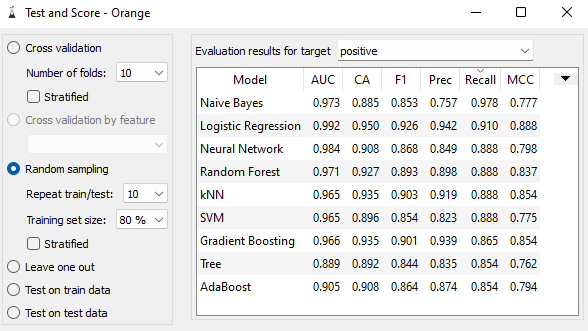 Test and Score - Orange
Cross validation
Number of folds: 10
Stratified
Cross validation by feature
Random sampling
Repeat train/test: 10
Training set size: 80 %
Stratified
Leave one out
Test on train data
Test on test data
Evaluation results for target positive
Model AUC CA F1 Prec Recall MCC
Naive Bayes 0.973 0.885 0.853 0.757 0.978 0.777
Logistic Regression 0.992 0.950 0.926 0.942 0.910 0.888
Neural Network 0.984 0.908 0.868 0.849 0.888 0.798
Random Forest 0.971 0.927 0.893 0.898 0.888 0.837
kNN 0.965 0.935 0.903 0.919 0.888 0.854
SVM 0.965 0.896 0.854 0.823 0.888 0.775
Gradient Boosting 0.966 0.935 0.901 0.939 0.865 0.854
Tree 0.889 0.892 0.844 0.835 0.854 0.762
AdaBoost 0.905 0.908 0.864 0.874 0.854 0.794